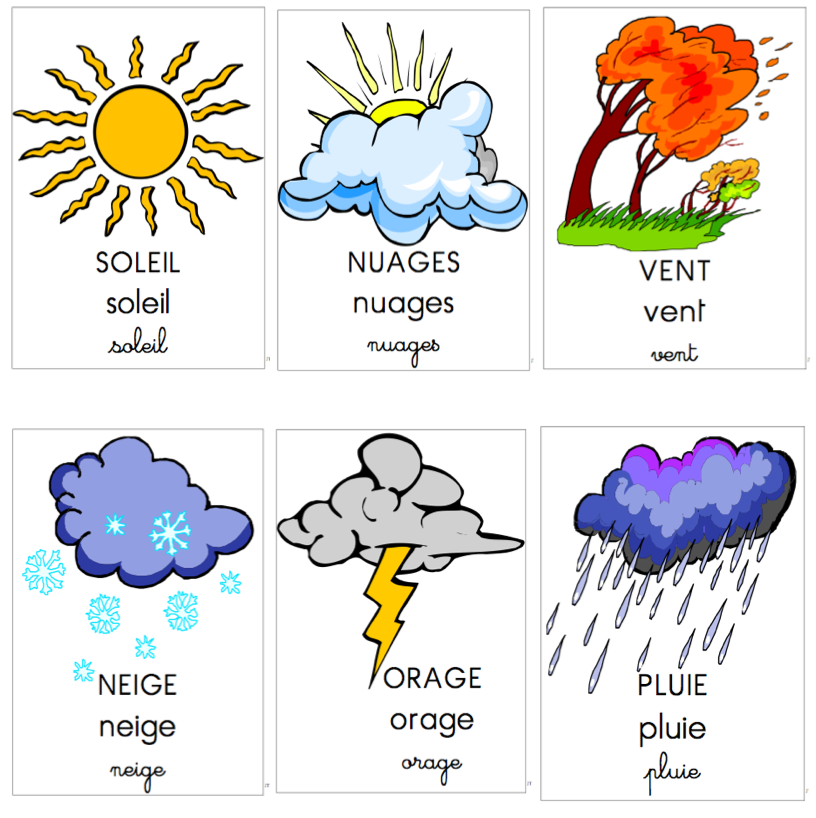 SOLEIL
soleil
soleil
NUAGES
nuages
nuages
VENT
vent
vent
NEIGE
neige
neige
ORAGE
orage
orage
PLUIE
pluie
pluie